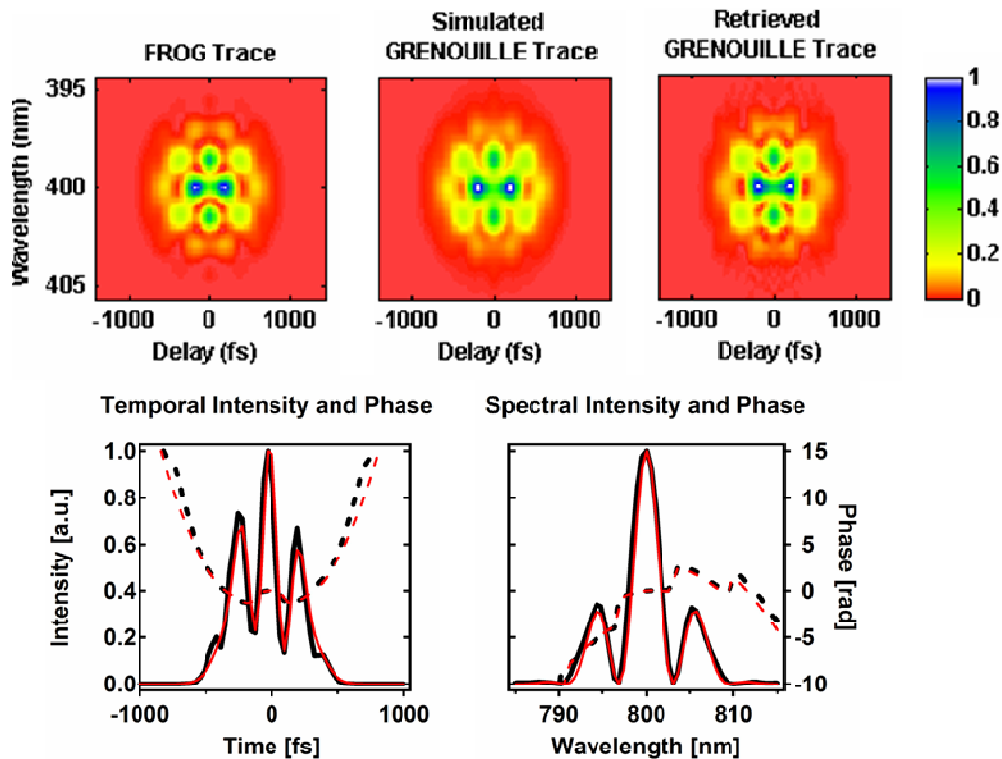 FROG Trace
Simulated
GRENOUILLE Trace
Retrieved
GRENOUILLE Trace
Wavelength (nm)
395
400
405
-1000 0 1000
Delay (fs)
-1000 0 1000
Delay (fs)
-1000 0 1000
Delay (fs)
1
0.8
0.6
0.4
0.2
0
Temporal Intensity and Phase
Intensity [a.u.]
1.0
0.8
0.6
0.4
0.2
0.0
-1000 0 1000
Time [fs]
Spectral Intensity and Phase
15
10
5
0
-5
-10
Phase [rad]
790 800 810
Wavelength [nm]